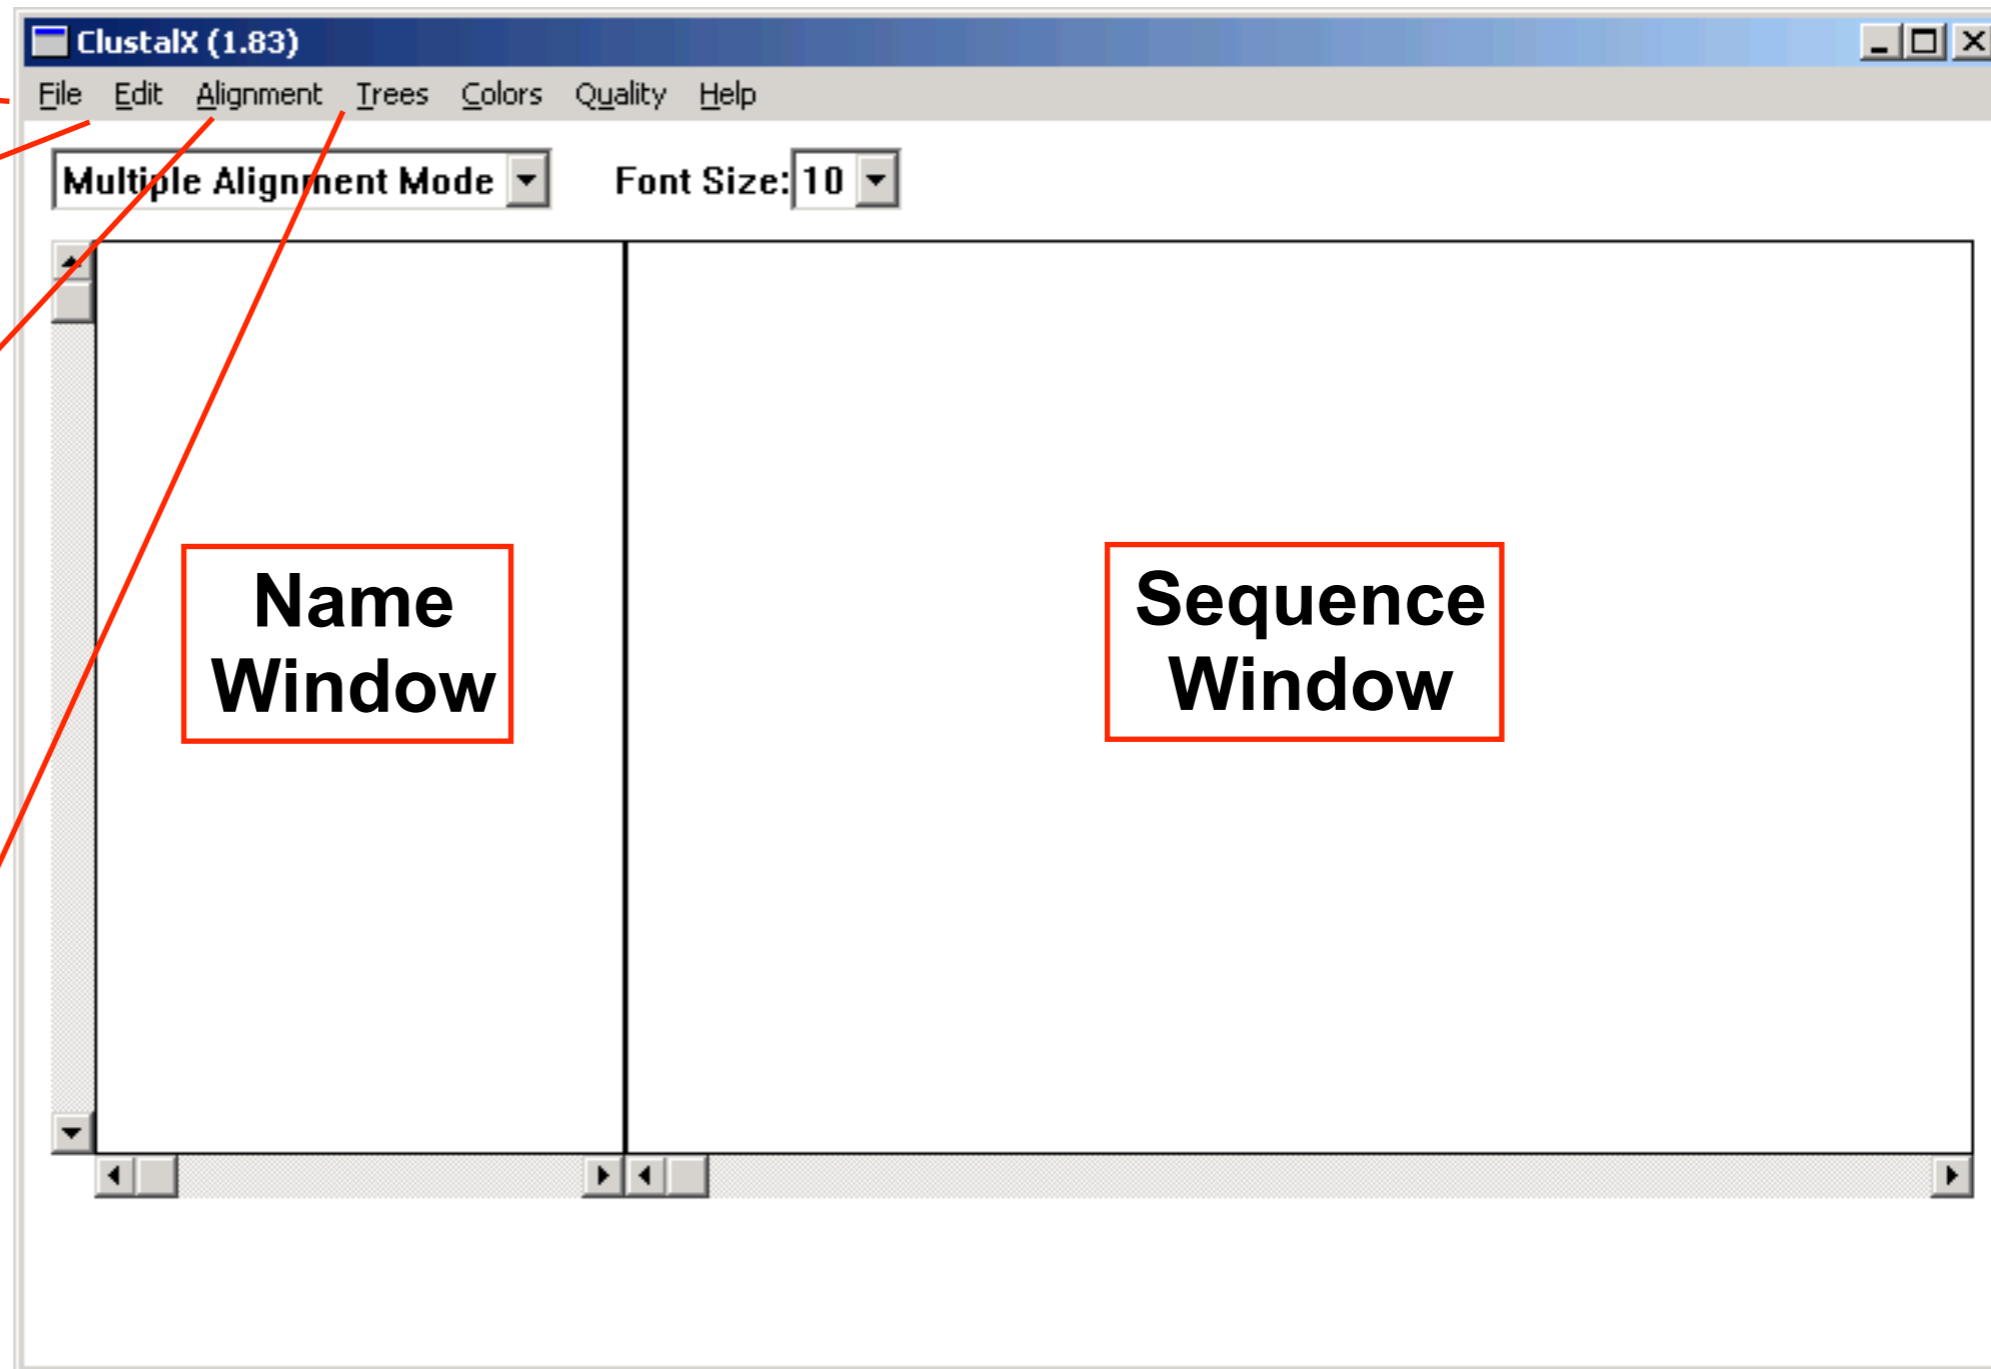 ClustalX (1.83)
File Edit Alignment Trees Colors Quality Help
Multiple Alignment Mode Font Size: 10
Name
Window
Sequence
Window